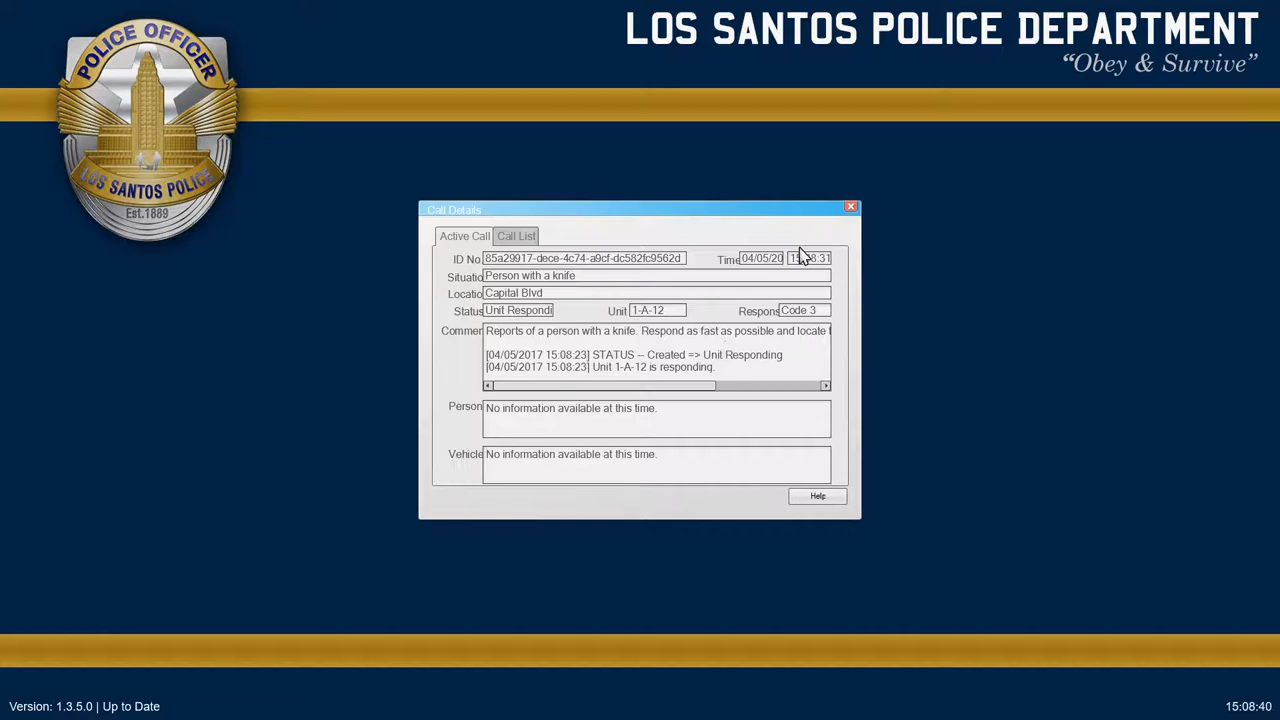 POLICE OFFICER
LOS SANTOS POLICE
Est.1889
LOS SANTOS POLICE DEPARTMENT
“Obey & Survive”
Call Details
Active Call
Call List
ID No.
85a29917-dece-4c74-a9cf-dc582fc9562d
Time
04/05/20
Situatio
Person with a knife
Locatio
Capital Blvd
Status
Unit Respondi
Unit
1-A-12
Respons
Code 3
Commer
Reports of a person with a knife. Respond as fast as possible and locate t
[04/05/2017 15:08:23] STATUS -- Created => Unit Responding
[04/05/2017 15:08:23] Unit 1-A-12 is responding.
Person
No information available at this time.
Vehicle
No information available at this time.
Help
Version: 1.3.5.0 | Up to Date
15:08:40